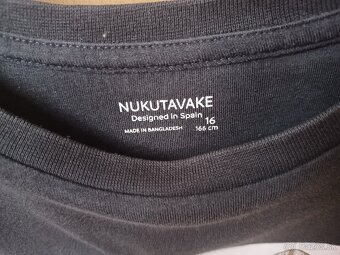 NUKUTAVAKE
Designed in Spain
16
MADE IN BANGLADESH
166 cm